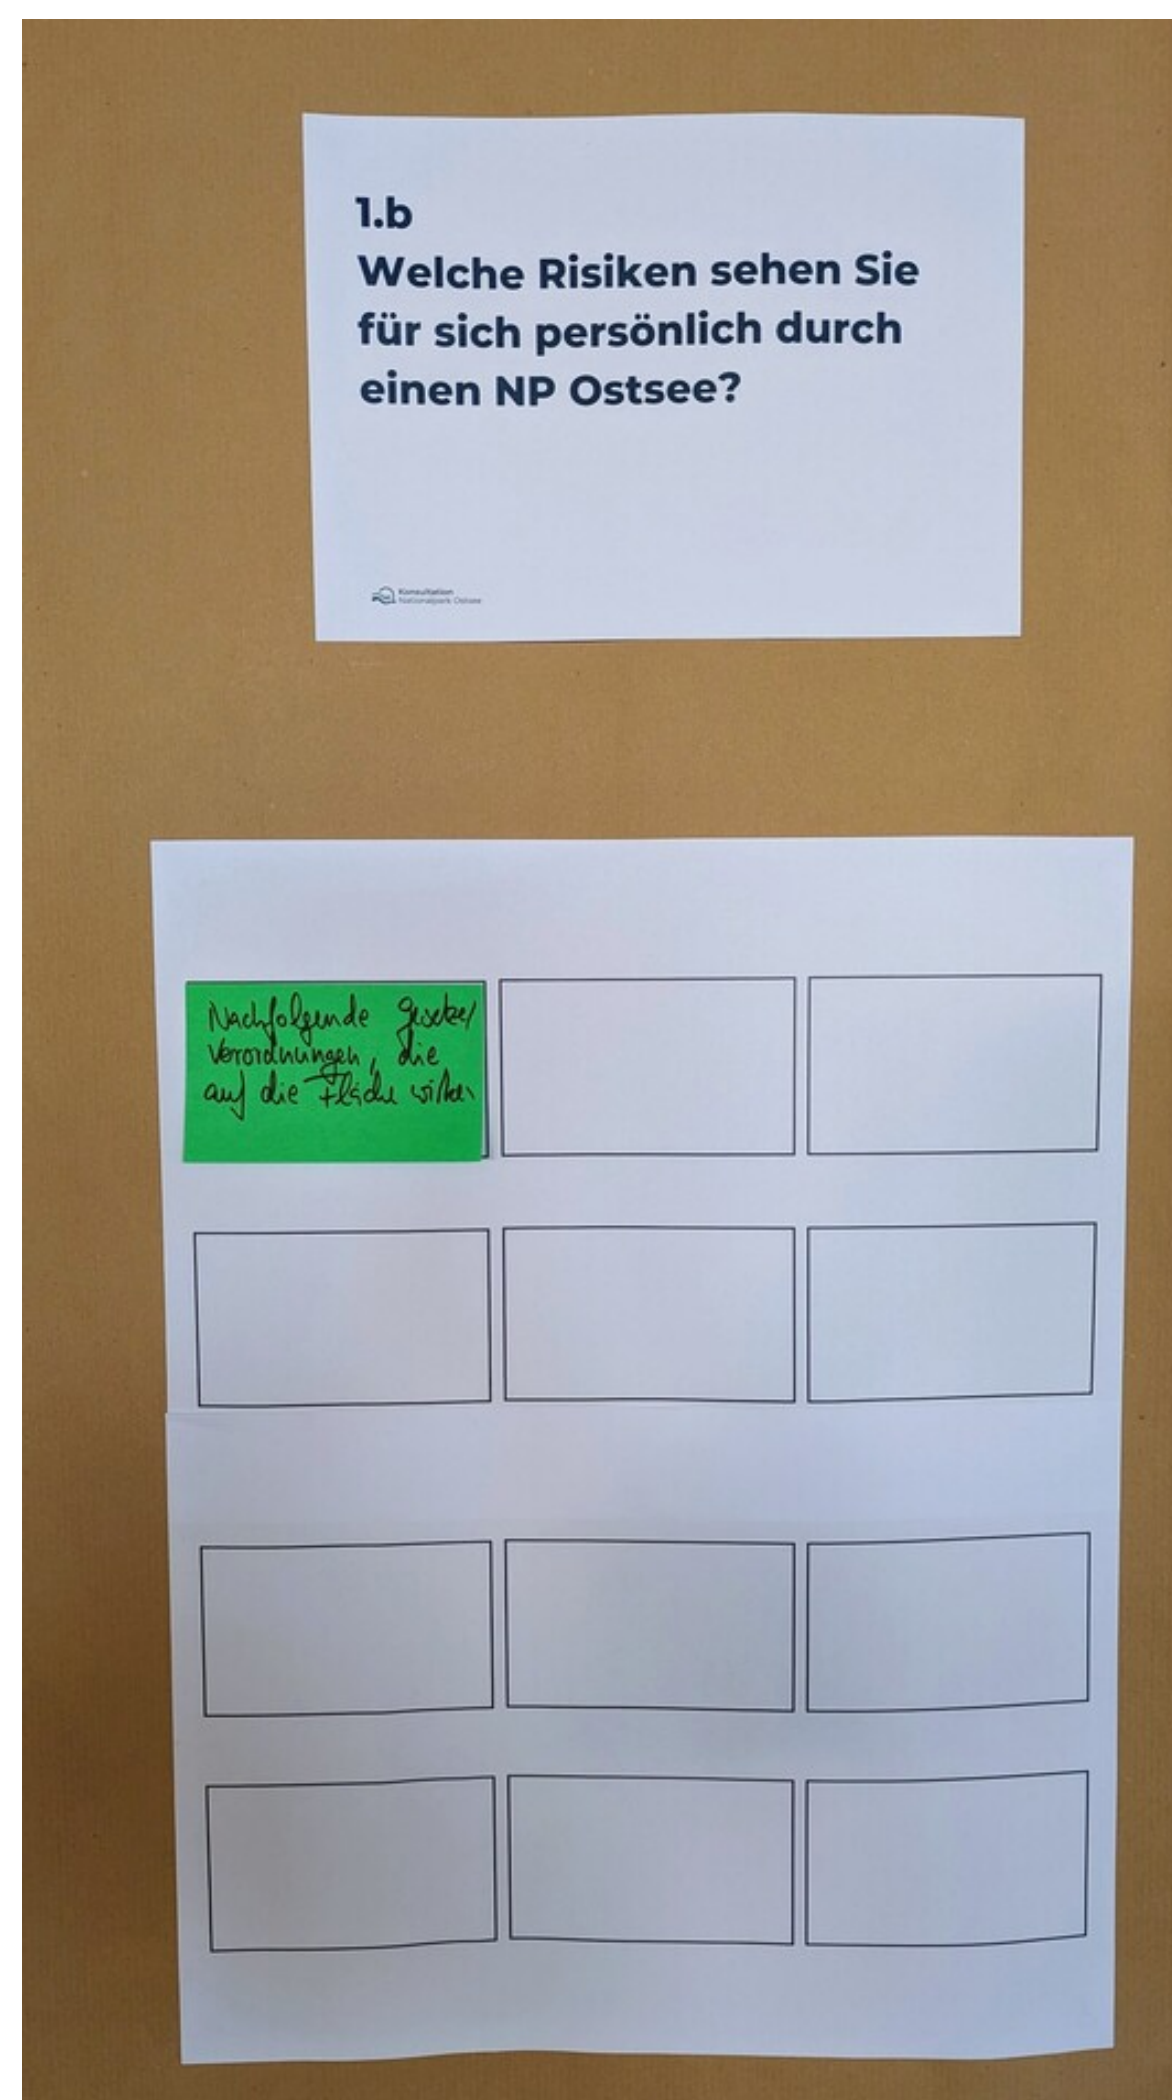 1.b
Welche Risiken sehen Sie
für sich persönlich durch
einen NP Ostsee?
Konsultation
Nationalpark Ostsee
Nachfolgende Gesetze/
Verordnungen, die
auf die Fläche wirken